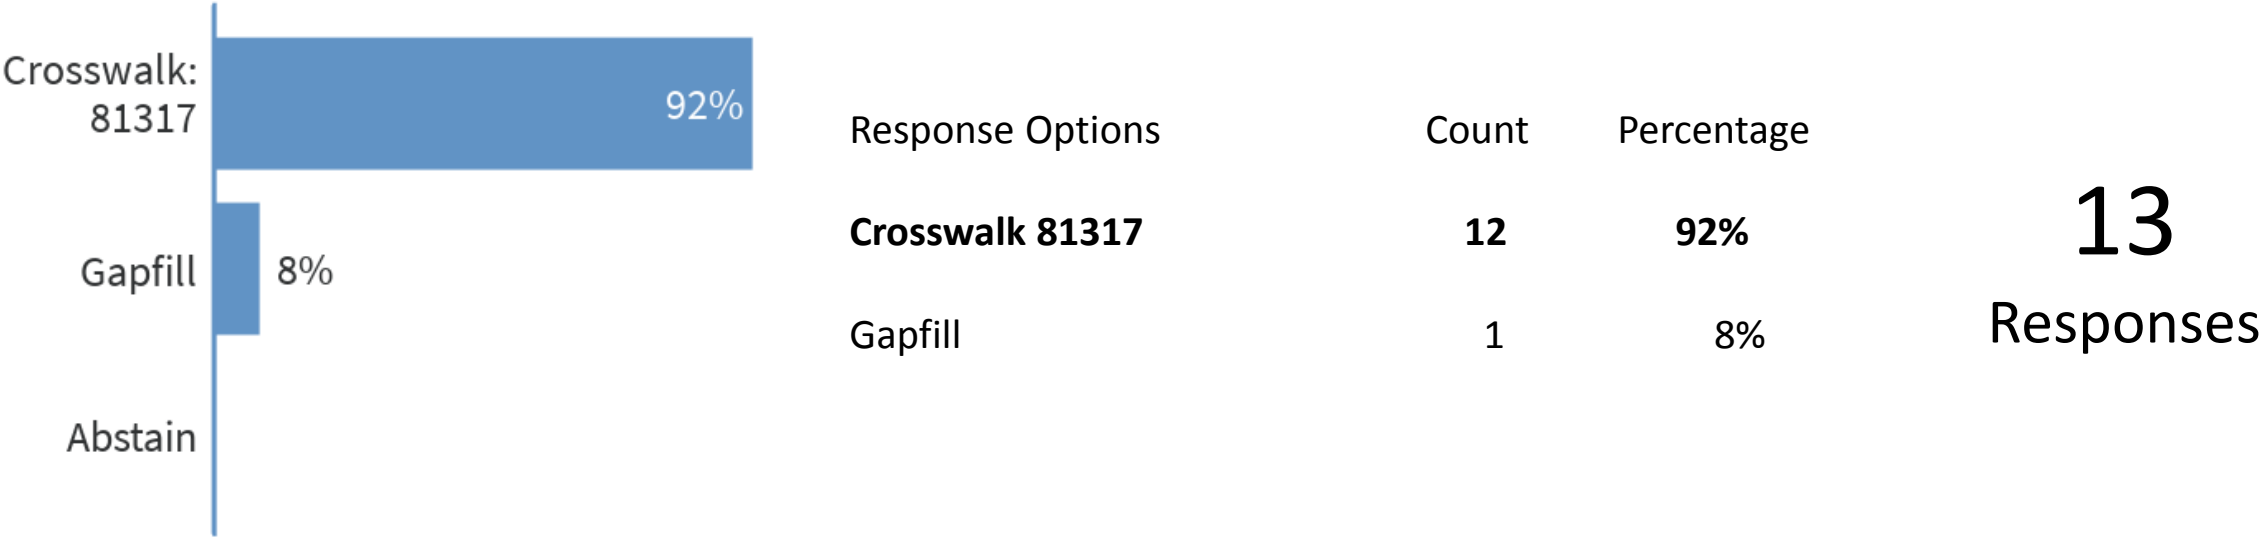 Crosswalk:
81317
92%
Gapfill
8%
Abstain
Response Options Count Percentage
Crosswalk 81317 12 92%
Gapfill 1 8%
13
Responses